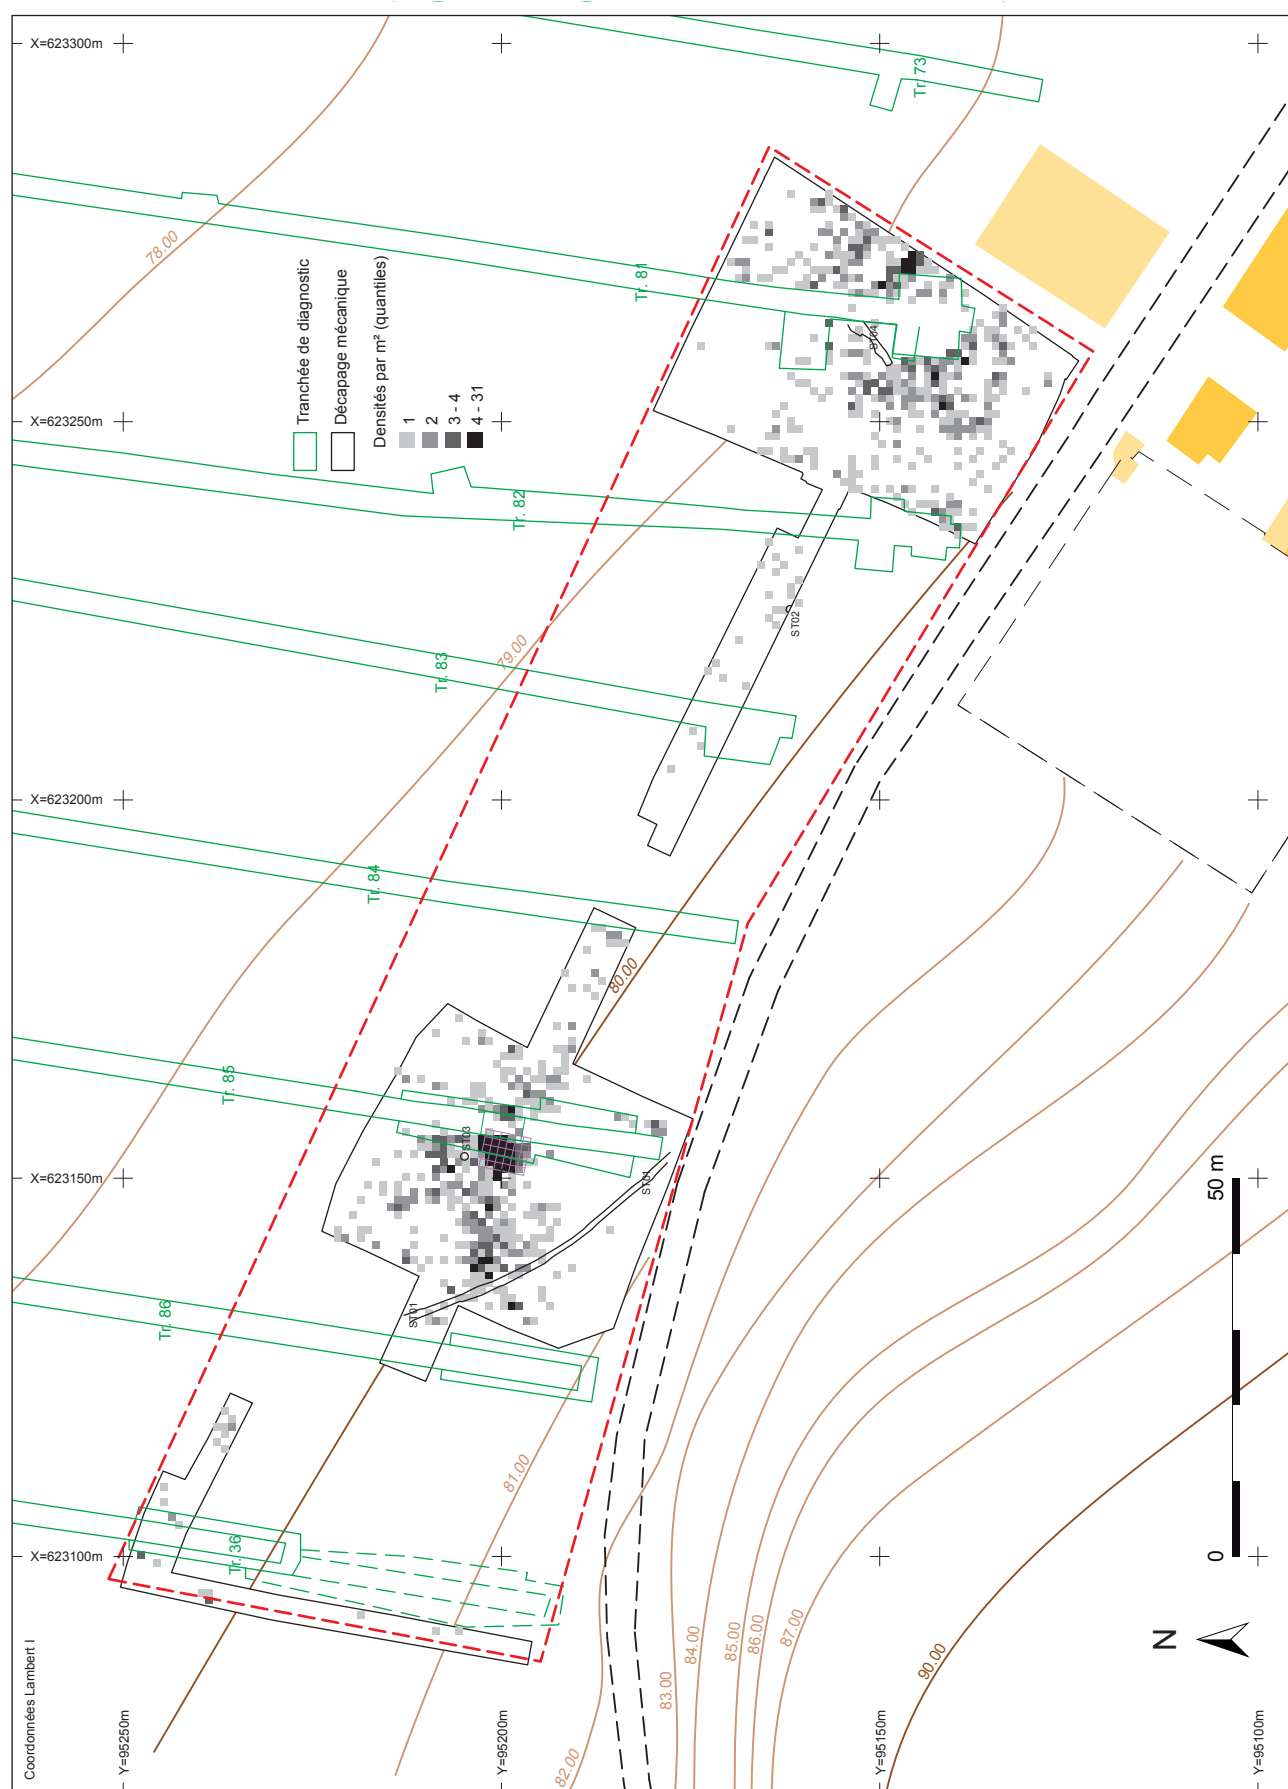 Coordonnées Lambert I
X=623300m
X=623250m
X=623200m
X=623150m
X=623100m
Y=95250m
Y=95200m
Y=95150m
Y=95100m
Tranchée de diagnostic
Décapage mécanique
Densités par m² (quantiles)
1
2
3 - 4
4 - 31
Tr. 36
Tr. 86
Tr. 85
Tr. 84
Tr. 83
Tr. 82
Tr. 81
Tr. 73
ST01
ST01
ST03
ST02
ST04
78.00
79.00
80.00
81.00
82.00
83.00
84.00
85.00
86.00
87.00
90.00
N
0
50 m